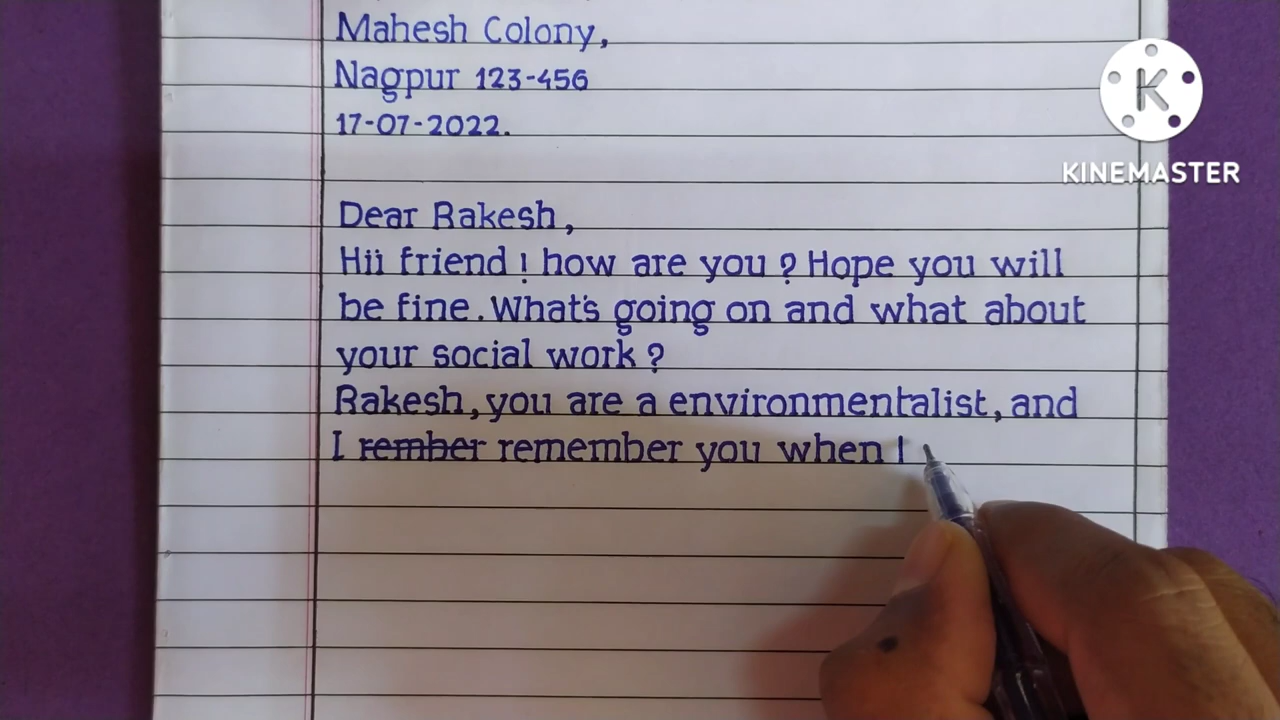 Mahesh Colony,
Nagpur 123-456
17-07-2022.
Dear Rakesh,
Hii friend ! how are you ? Hope you will
be fine. What's going on and what about
your social work ?
Rakesh, you are a environmentalist, and
I rember remember you when I
K
KINEMASTER